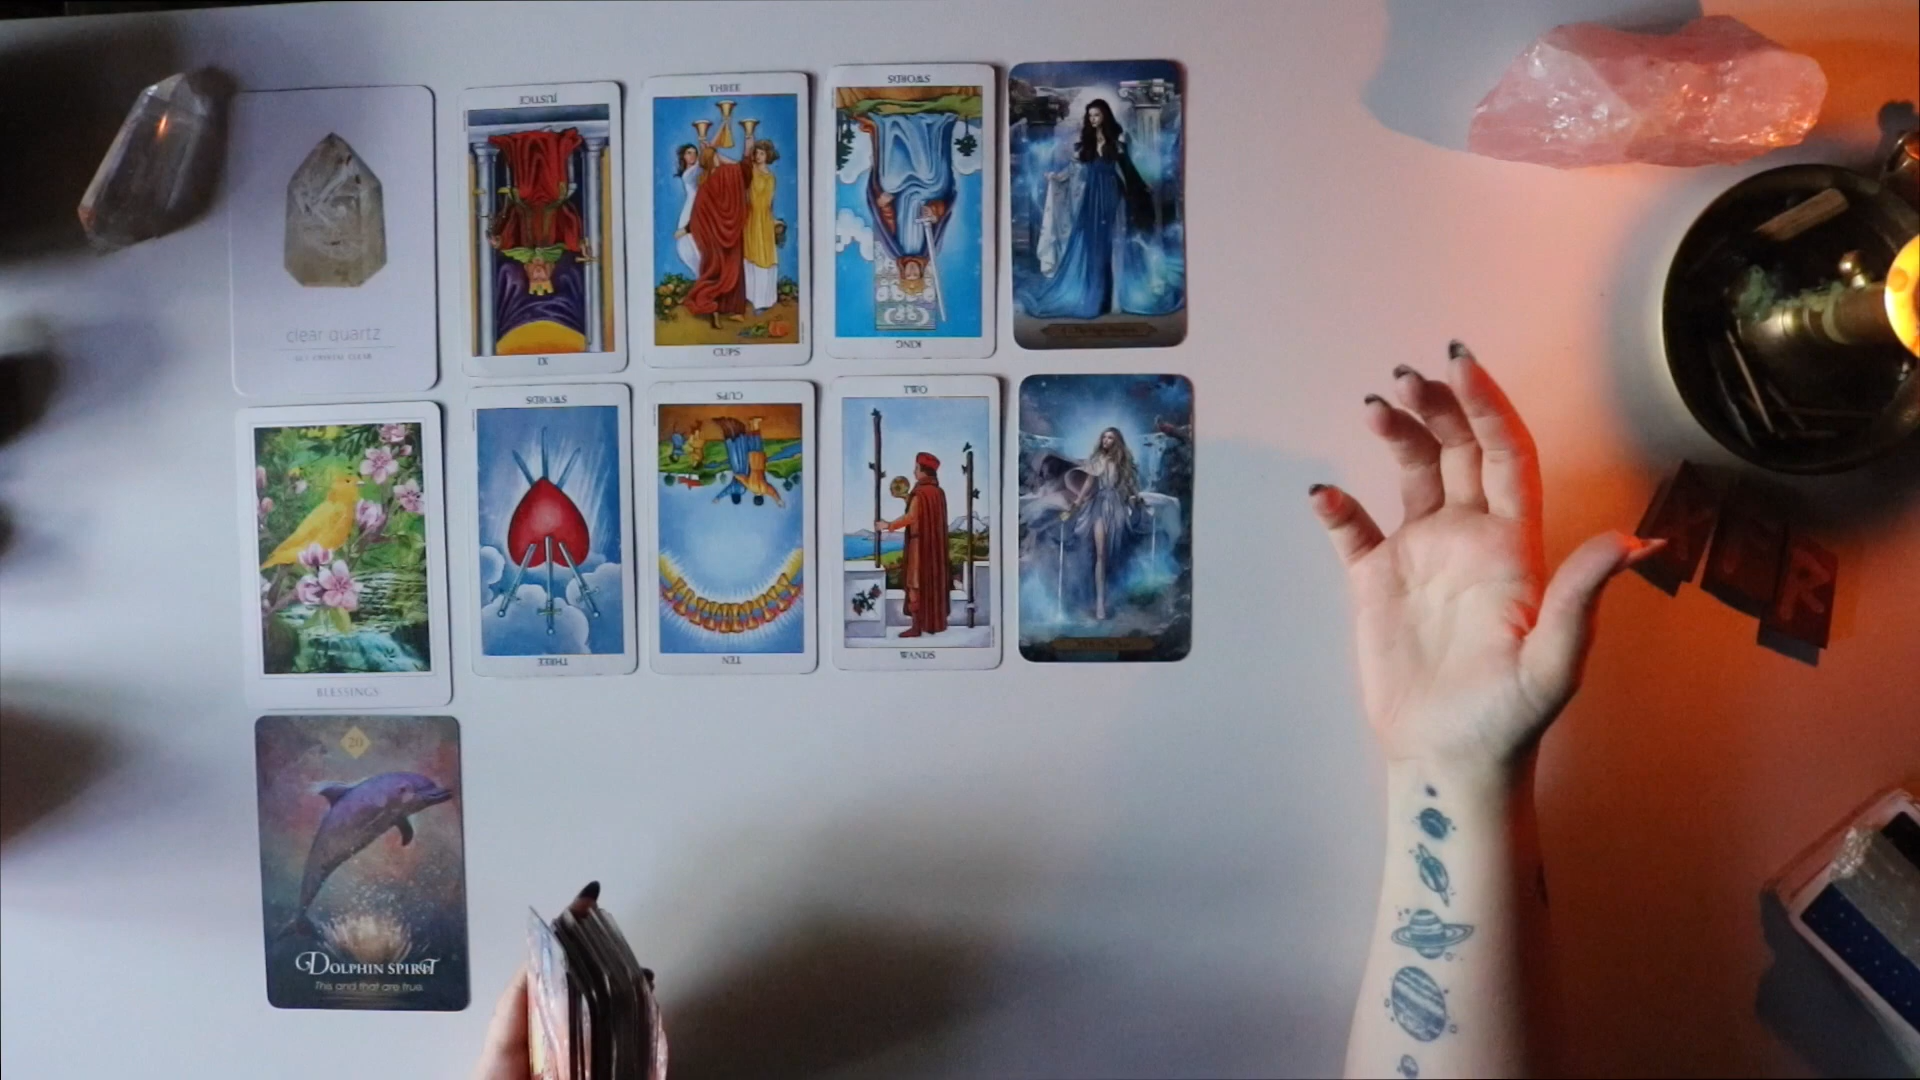 clear quartz
JUSTICE
XI
THREE
CUPS
SWORDS
KING
BLESSINGS
SWORDS
THREE
CUPS
TEN
TWO
WANDS
20
DOLPHIN SPIRIT
This and that are true.